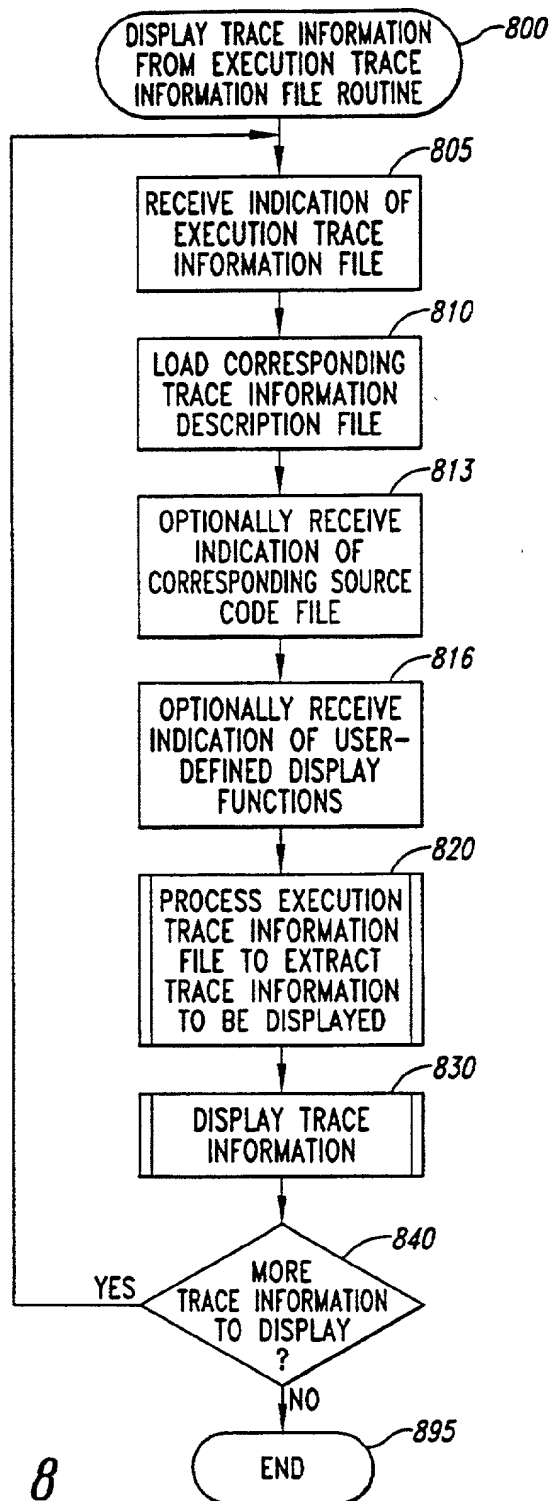 DISPLAY TRACE INFORMATION
FROM EXECUTION TRACE
INFORMATION FILE ROUTINE
800
805
RECEIVE INDICATION OF
EXECUTION TRACE
INFORMATION FILE
810
LOAD CORRESPONDING
TRACE INFORMATION
DESCRIPTION FILE
813
OPTIONALLY RECEIVE
INDICATION OF
CORRESPONDING SOURCE
CODE FILE
816
OPTIONALLY RECEIVE
INDICATION OF USER-
DEFINED DISPLAY
FUNCTIONS
820
PROCESS EXECUTION
TRACE INFORMATION
FILE TO EXTRACT
TRACE INFORMATION
TO BE DISPLAYED
830
DISPLAY TRACE
INFORMATION
840
YES
MORE
TRACE INFORMATION
TO DISPLAY
?
NO
895
END
8